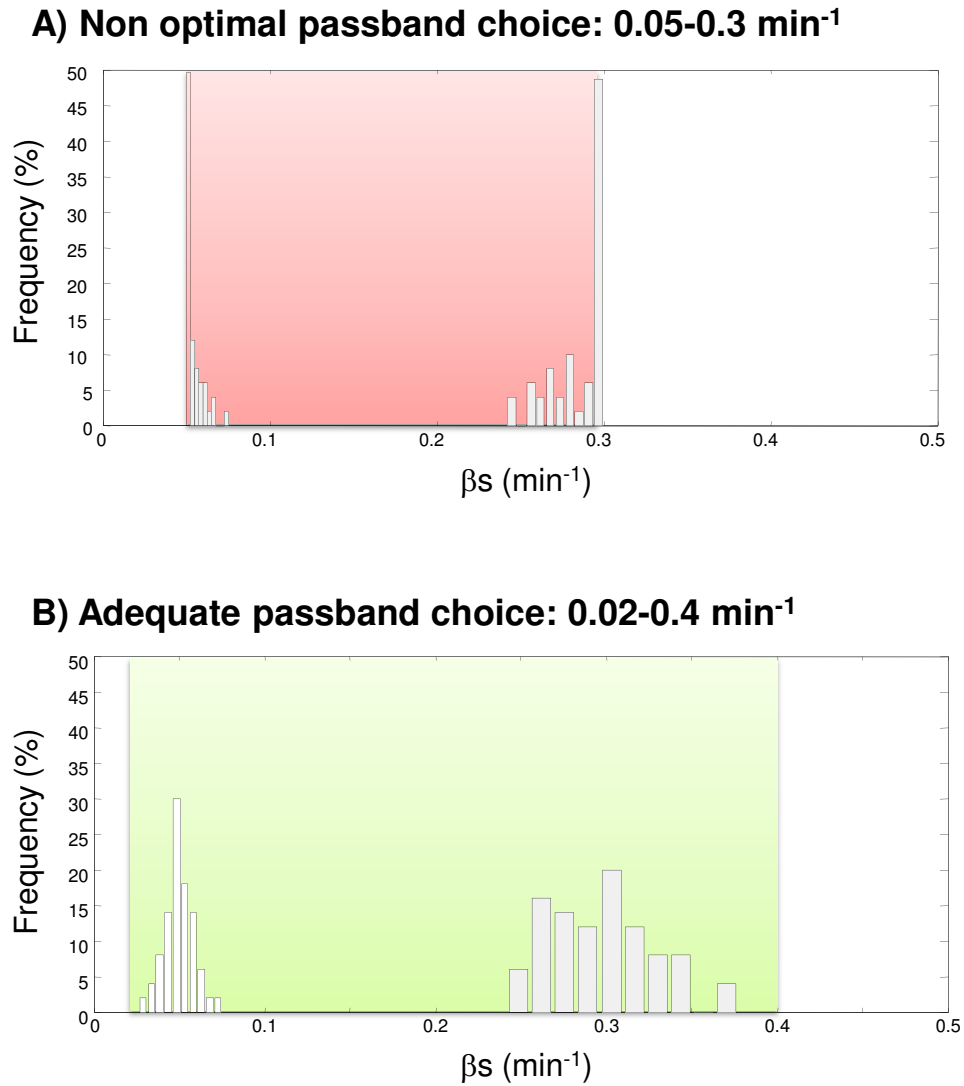 A) Non optimal passband choice: 0.05-0.3 min⁻¹
50
45
40
35
30
25
20
15
10
5
0
Frequency (%)
0 0.1 0.2 0.3 0.4 0.5
βs (min⁻¹)
B) Adequate passband choice: 0.02-0.4 min⁻¹
50
45
40
35
30
25
20
15
10
5
0
Frequency (%)
0 0.1 0.2 0.3 0.4 0.5
βs (min⁻¹)